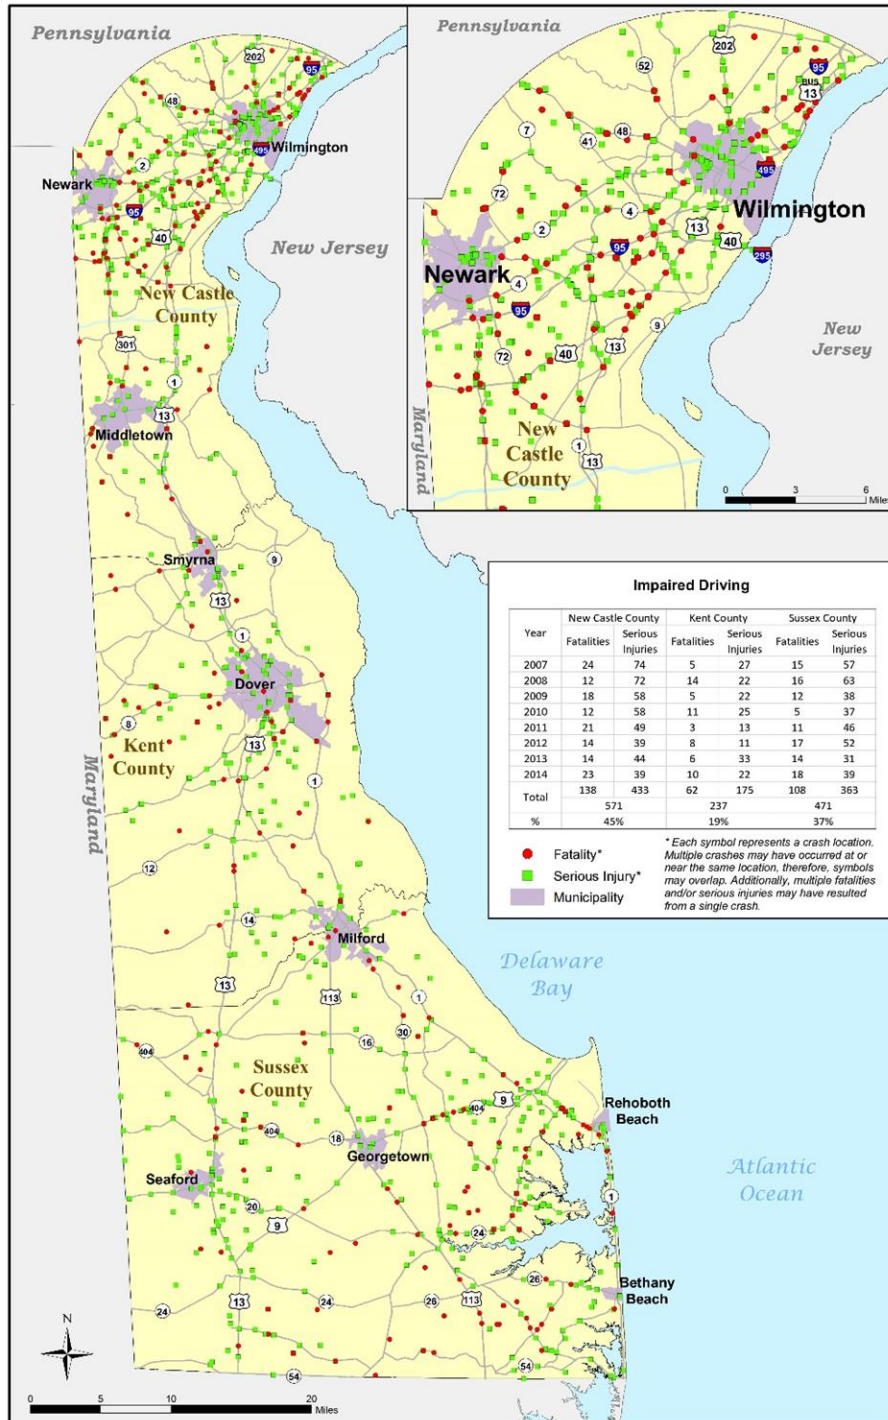 Pennsylvania
202
95
48
495
Wilmington
2
Newark
95
40
New Jersey
New Castle
County
301
1
13
Middletown
Smyrna
9
13
1
Dover
8
13
Kent
County
1
Maryland
12
14
Milford
13
113
1
30
404
16
Sussex
County
9
404
Rehoboth
Beach
404
18
Georgetown
Seaford
20
9
24
1
26
Bethany
Beach
24
13
24
26
113
54
54
Delaware
Bay
Atlantic
Ocean
N
0 5 10 20
Miles
Pennsylvania
52
202
95
BUS
13
7
41
48
495
72
Wilmington
2
4
13
40
95
295
Newark
4
95
9
New
Jersey
72
40
13
Maryland
New
Castle
County
1
13
0 3 6
Miles
Impaired Driving
Year New Castle County Kent County Sussex County
Fatalities Serious Injuries Fatalities Serious Injuries Fatalities Serious Injuries
2007 24 74 5 27 15 57
2008 12 72 14 22 16 63
2009 18 58 5 22 12 38
2010 12 58 11 25 5 37
2011 21 49 3 13 11 46
2012 14 39 8 11 17 52
2013 14 44 6 33 14 31
2014 23 39 10 22 18 39
Total 138 433 62 175 108 363
571 237 471
% 45% 19% 37%
Fatality*
Serious Injury*
Municipality
* Each symbol represents a crash location.
Multiple crashes may have occurred at or
near the same location, therefore, symbols
may overlap. Additionally, multiple fatalities
and/or serious injuries may have resulted
from a single crash.